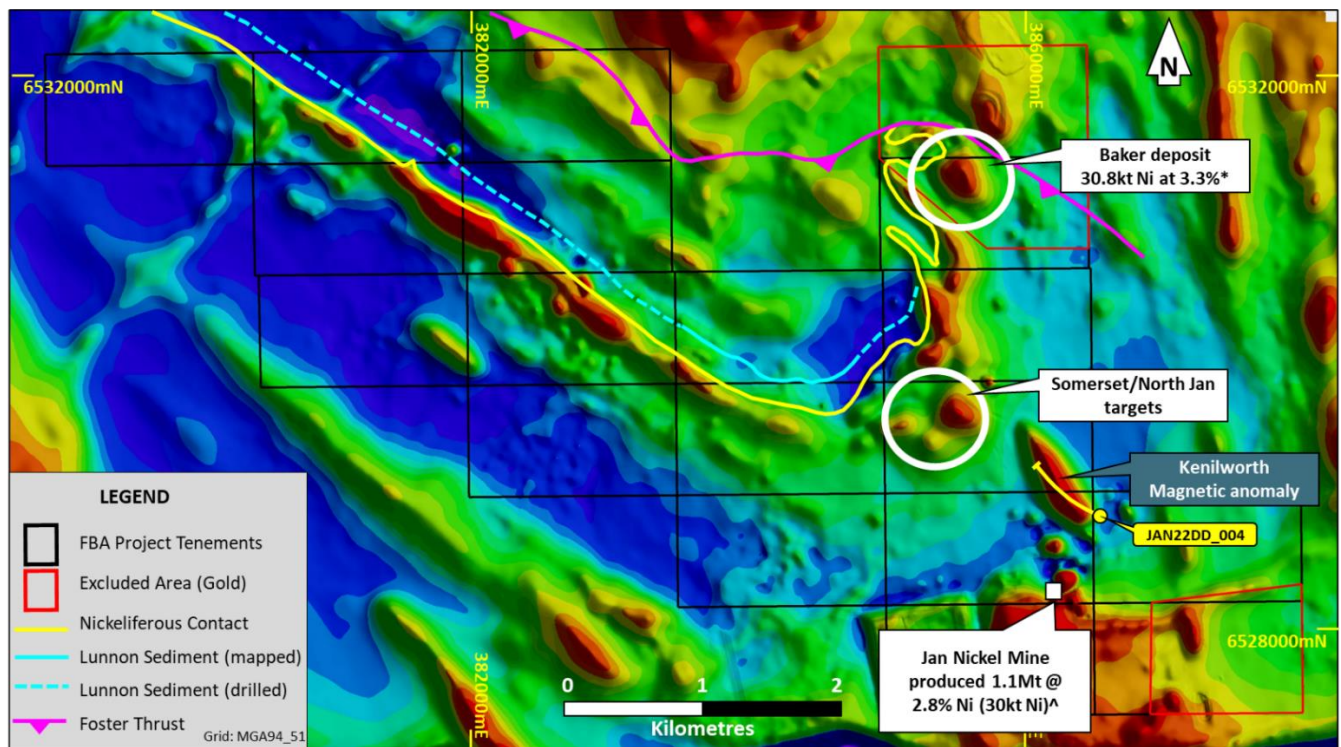 382000mE
386000mE
N
6532000mN
6532000mN
Baker deposit
30.8kt Ni at 3.3%*
Somerset/North Jan
targets
Kenilworth
Magnetic anomaly
JAN22DD_004
LEGEND
FBA Project Tenements
Excluded Area (Gold)
Nickeliferous Contact
Lunnon Sediment (mapped)
Lunnon Sediment (drilled)
Foster Thrust
Grid: MGA94_51
382000mE
0 1 2
Kilometres
Jan Nickel Mine
produced 1.1Mt @
2.8% Ni (30kt Ni)^
6528000mN